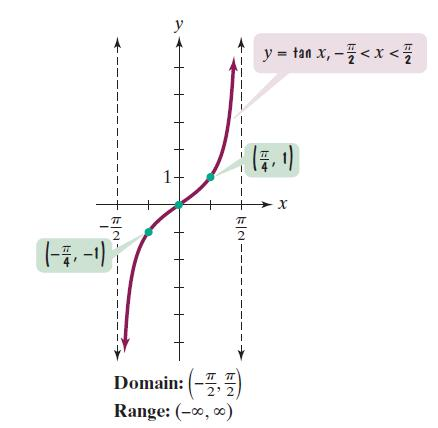 y
y = tan x, −π/2 < x < π/2
(π/4, 1)
1
x
−π/2
π/2
(−π/4, −1)
Domain: (−π/2, π/2)
Range: (−∞, ∞)